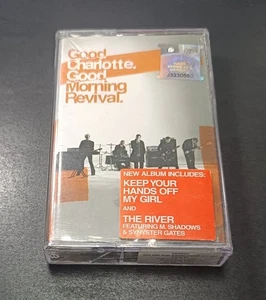 Good
Charlotte.
Good
Morning
Revival.
NEW ALBUM INCLUDES:
KEEP YOUR
HANDS OFF
MY GIRL
AND
THE RIVER
FEATURING M. SHADOWS
& SYNYSTER GATES